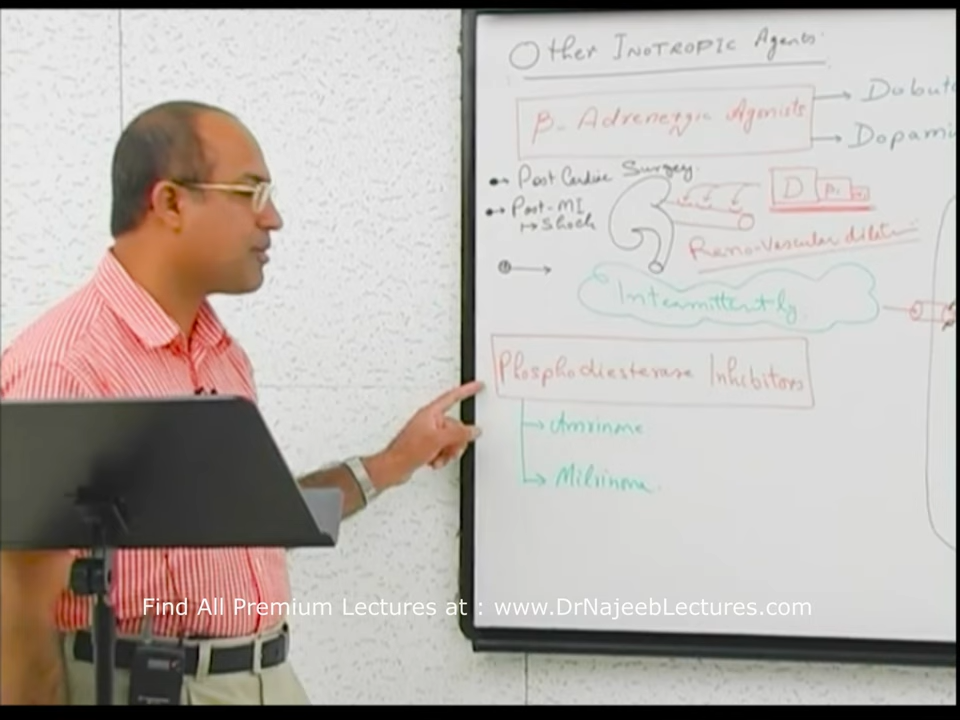 Other INOTROPIC Agents
β- Adrenergic Agonists
Dobut
Dopami
Post Cardiac Surgery
Post-MI
Shock
D
Reno-Vascular dilat
Intermittently
Phosphodiesterase Inhibitors
Amrinone
Milrinone
Find All Premium Lectures at : www.DrNajeebLectures.com